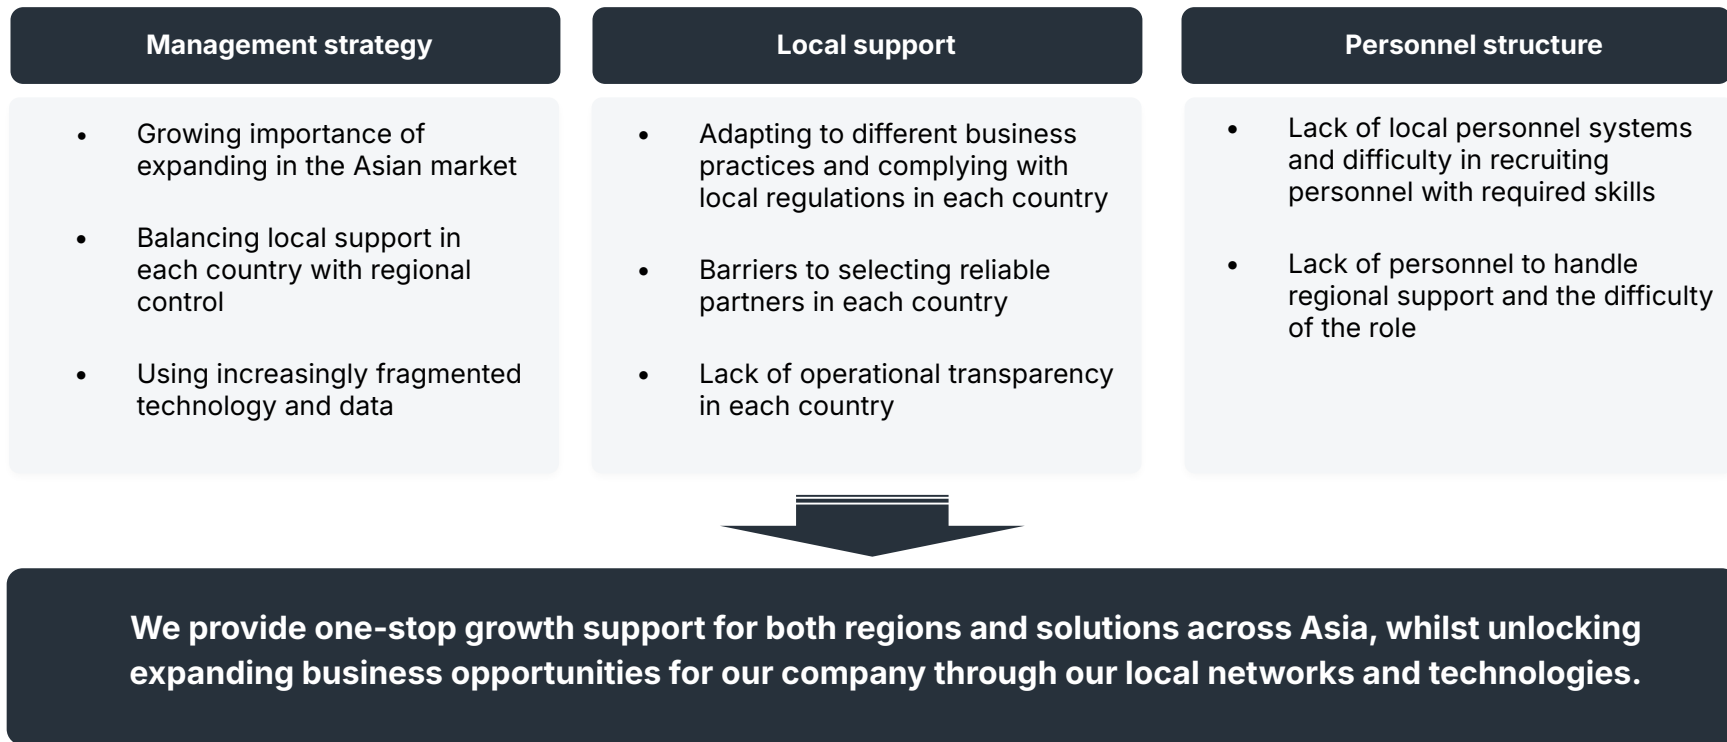 Management strategy
• Growing importance of
expanding in the Asian market
• Balancing local support in
each country with regional
control
• Using increasingly fragmented
technology and data
Local support
• Adapting to different business
practices and complying with
local regulations in each country
• Barriers to selecting reliable
partners in each country
• Lack of operational transparency
in each country
Personnel structure
• Lack of local personnel systems
and difficulty in recruiting
personnel with required skills
• Lack of personnel to handle
regional support and the difficulty
of the role
We provide one-stop growth support for both regions and solutions across Asia, whilst unlocking
expanding business opportunities for our company through our local networks and technologies.